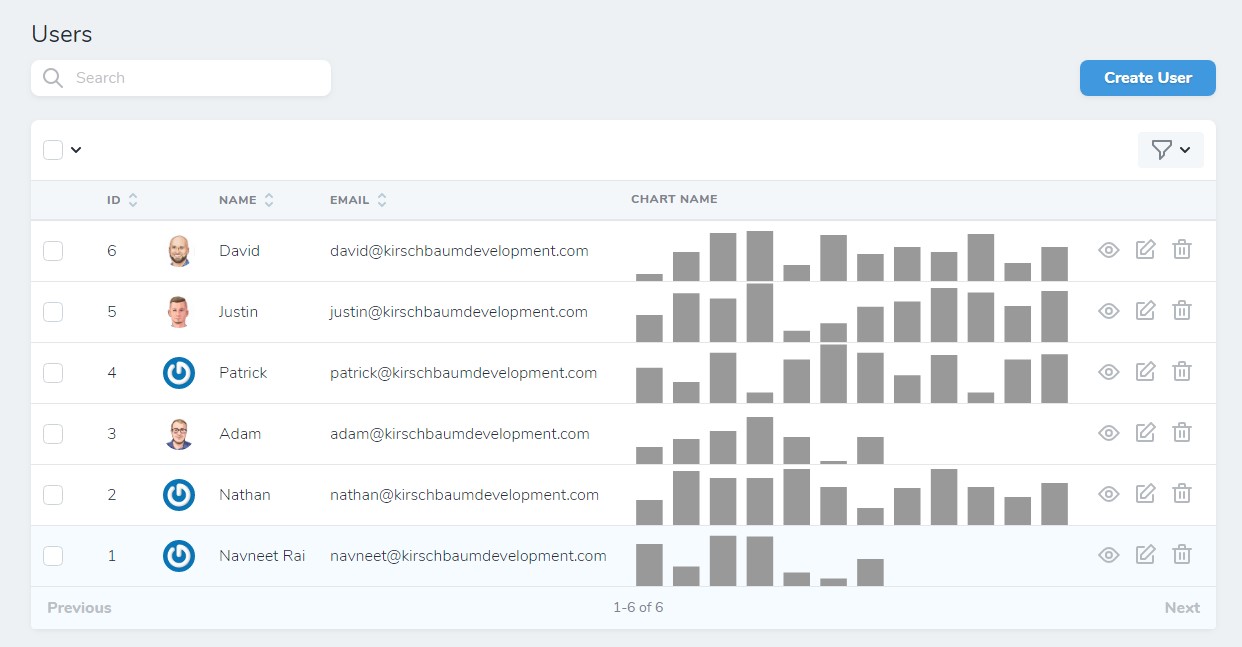 Users
Search
Create User
ID NAME EMAIL CHART NAME
6 David david@kirschbaumdevelopment.com
5 Justin justin@kirschbaumdevelopment.com
4 Patrick patrick@kirschbaumdevelopment.com
3 Adam adam@kirschbaumdevelopment.com
2 Nathan nathan@kirschbaumdevelopment.com
1 Navneet Rai navneet@kirschbaumdevelopment.com
Previous 1-6 of 6 Next